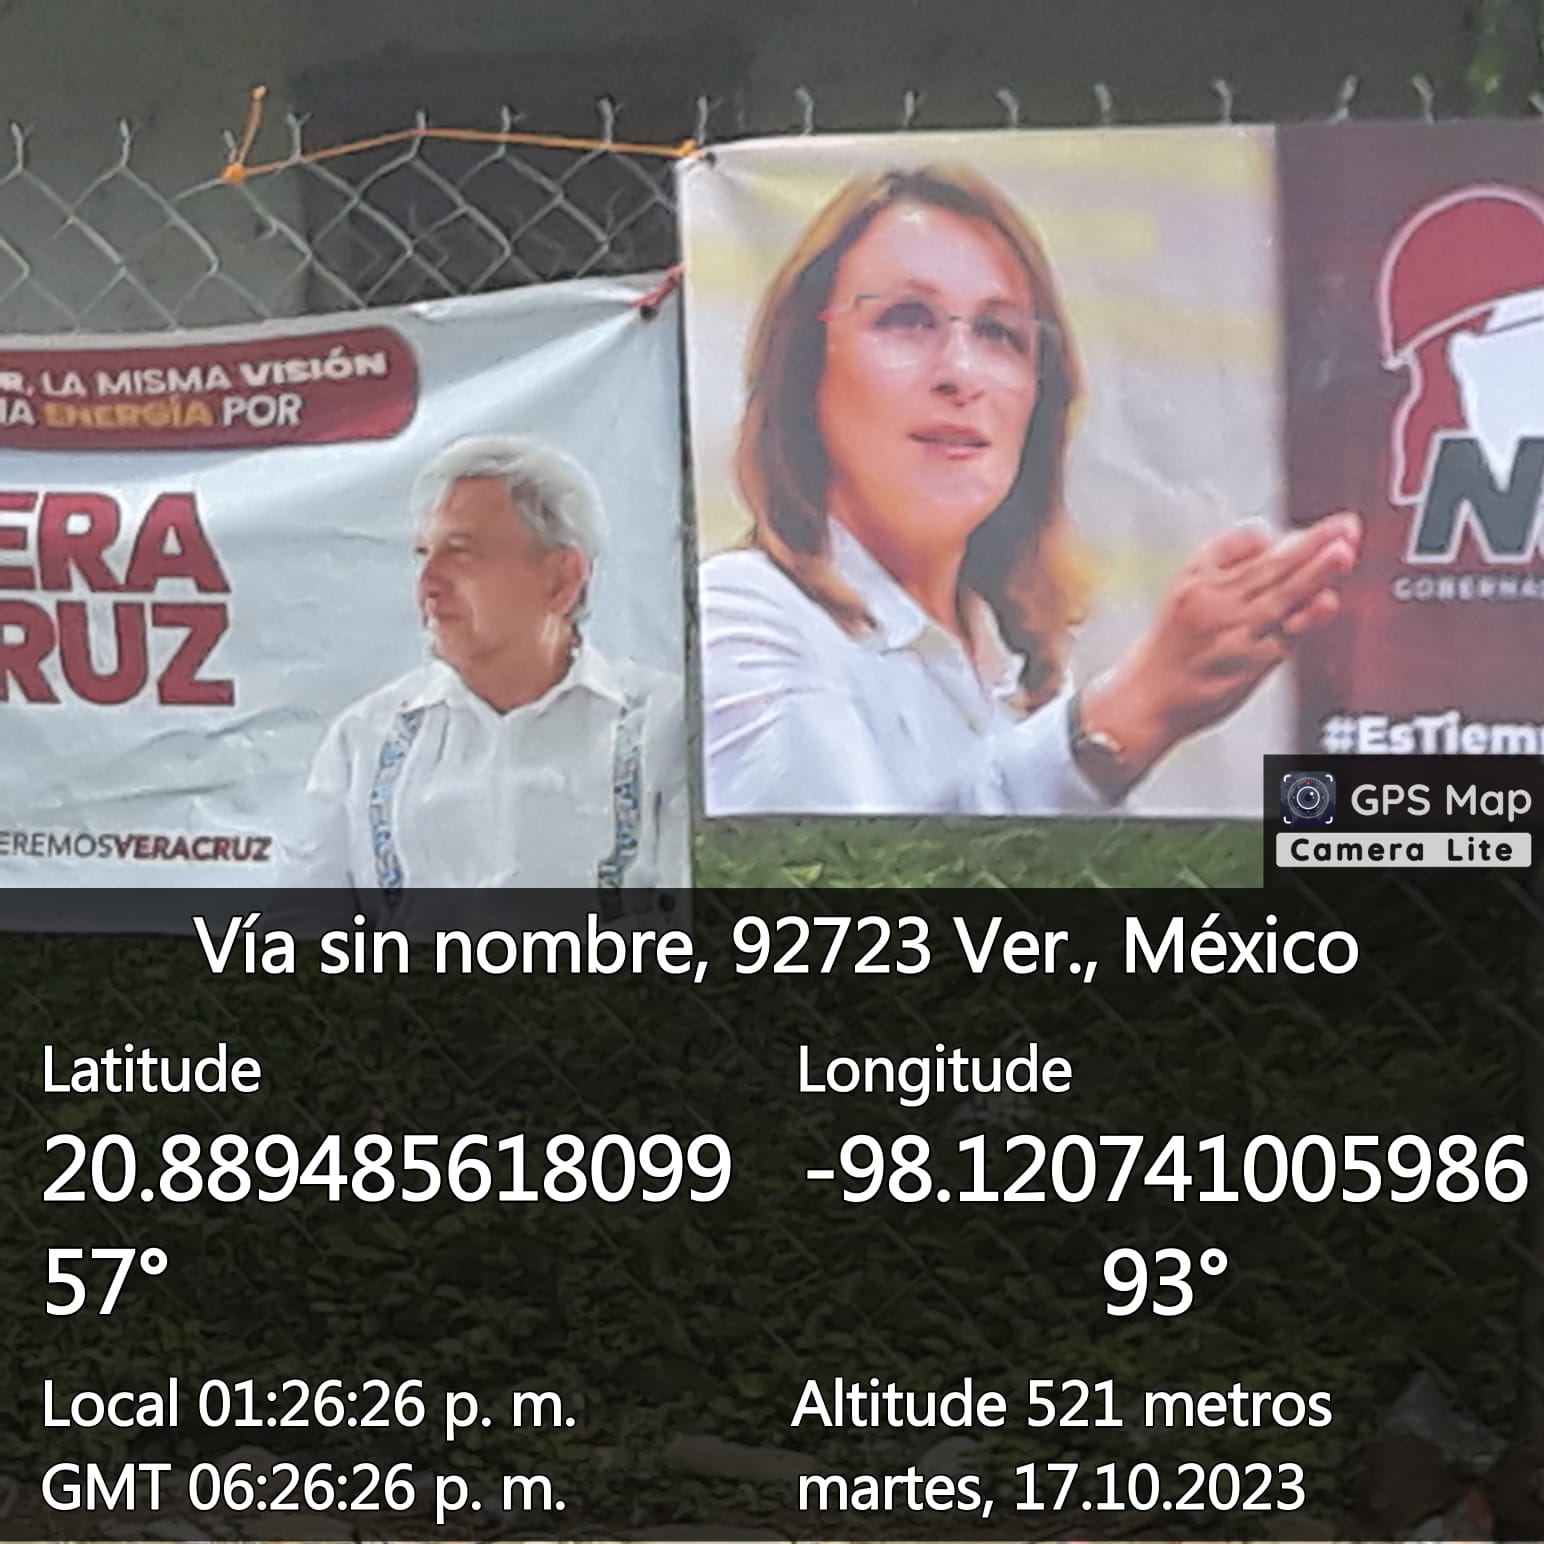 R, LA MISMA VISIÓN
IA ENERGÍA POR
ERA
RUZ
EREMOSVERACRUZ
N
GOBERNA
#EsTiem
GPS Map
Camera Lite
Vía sin nombre, 92723 Ver., México
Latitude
Longitude
20.889485618099
-98.120741005986
57°
93°
Local 01:26:26 p. m.
Altitude 521 metros
GMT 06:26:26 p. m.
martes, 17.10.2023